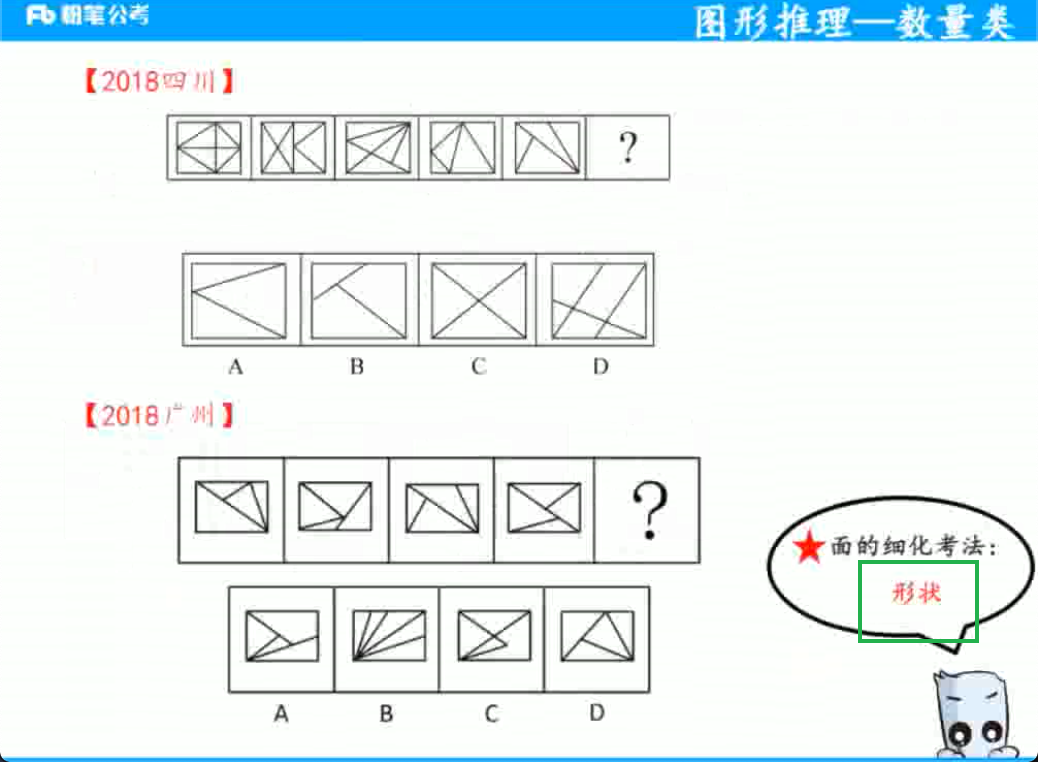 粉笔公考
图形推理—数量类
【2018四川】
?
A B C D
【2018广州】
?
A B C D
★面的细化考法：
形状